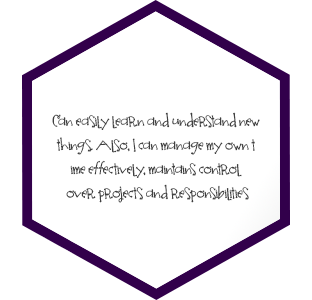 Can easily learn and understand new
things. Also, I can manage my own t
ime effectively, maintains control
over projects and responsibilities